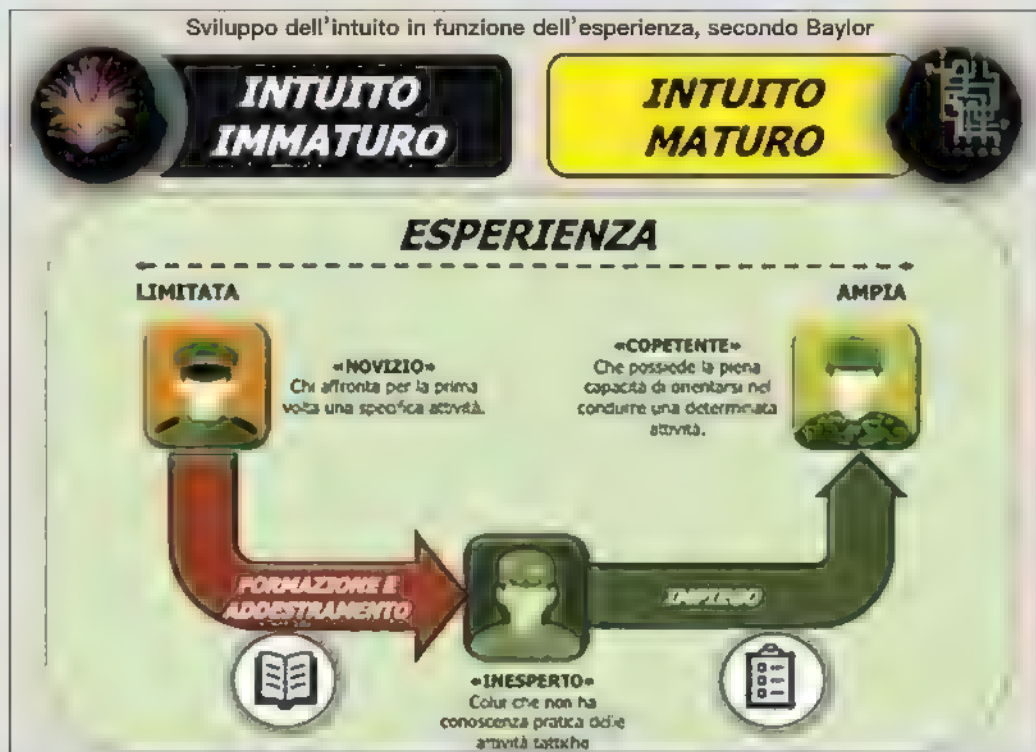 Sviluppo dell'intuito in funzione dell'esperienza, secondo Baylor
INTUITO
IMMATURO
INTUITO
MATURO
ESPERIENZA
LIMITATA
AMPIA
«NOVIZIO»
Chi affronta per la prima
volta una specifica attività.
«COPETENTE»
Che possiede la piena
capacità di orientarsi nel
condurre una determinata
attività.
FORMAZIONE E
ADDESTRAMENTO
IMPIEGO
«INESPERTO»
Colui che non ha
conoscenza pratica delle
attività tattiche